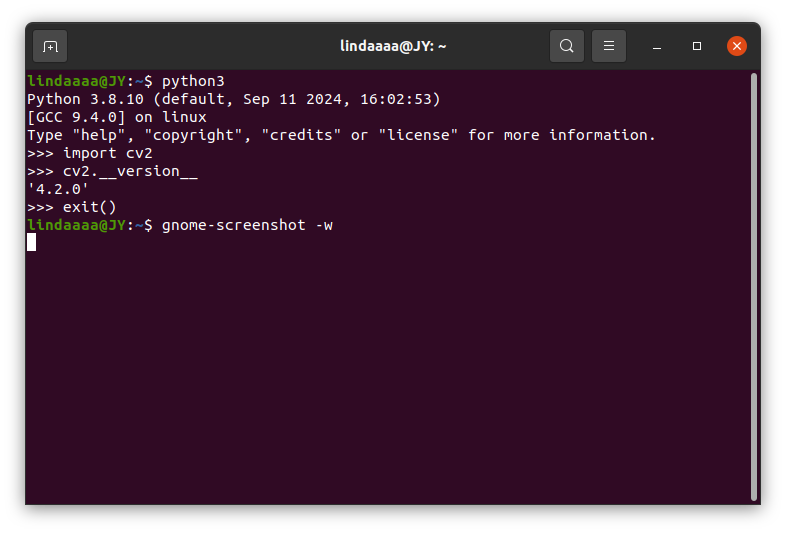 lindaaaa@JY: ~
lindaaaa@JY:~$ python3
Python 3.8.10 (default, Sep 11 2024, 16:02:53)
[GCC 9.4.0] on linux
Type "help", "copyright", "credits" or "license" for more information.
>>> import cv2
>>> cv2.__version__
'4.2.0'
>>> exit()
lindaaaa@JY:~$ gnome-screenshot -w